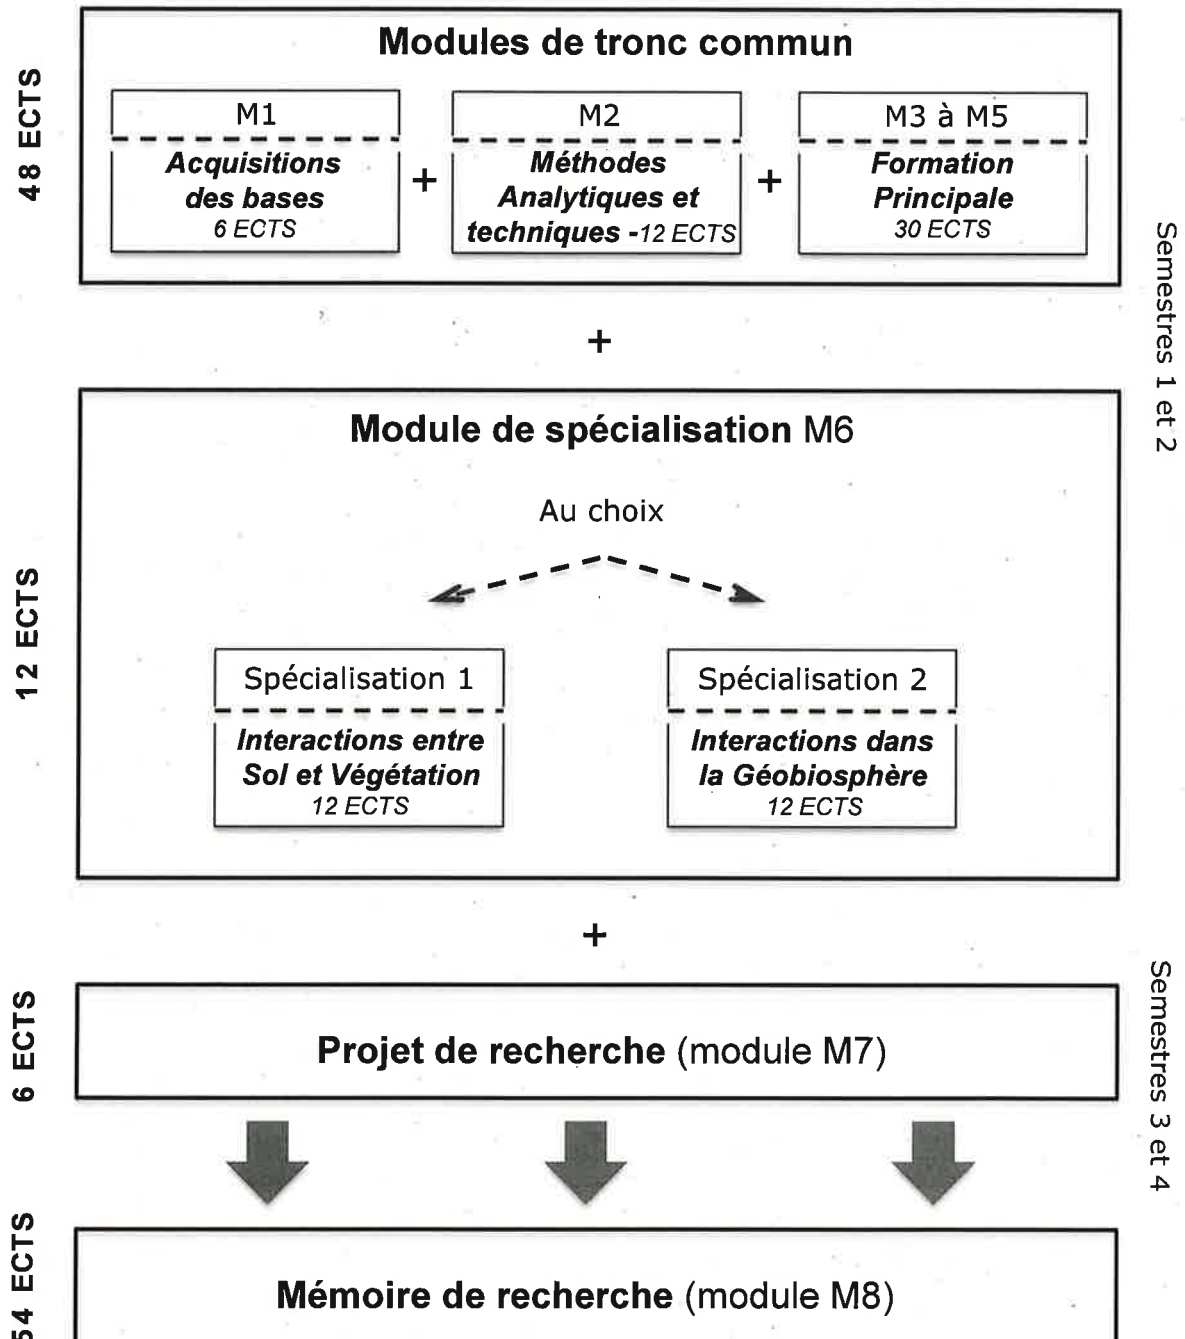 Modules de tronc commun
48 ECTS
M1
Acquisitions
des bases
6 ECTS
+
M2
Méthodes
Analytiques et
techniques -12 ECTS
+
M3 à M5
Formation
Principale
30 ECTS
Semestres 1 et 2
+
Module de spécialisation M6
12 ECTS
Au choix
Spécialisation 1
Interactions entre
Sol et Végétation
12 ECTS
Spécialisation 2
Interactions dans
la Géobiosphère
12 ECTS
+
6 ECTS
Projet de recherche (module M7)
Semestres 3 et 4
54 ECTS
Mémoire de recherche (module M8)